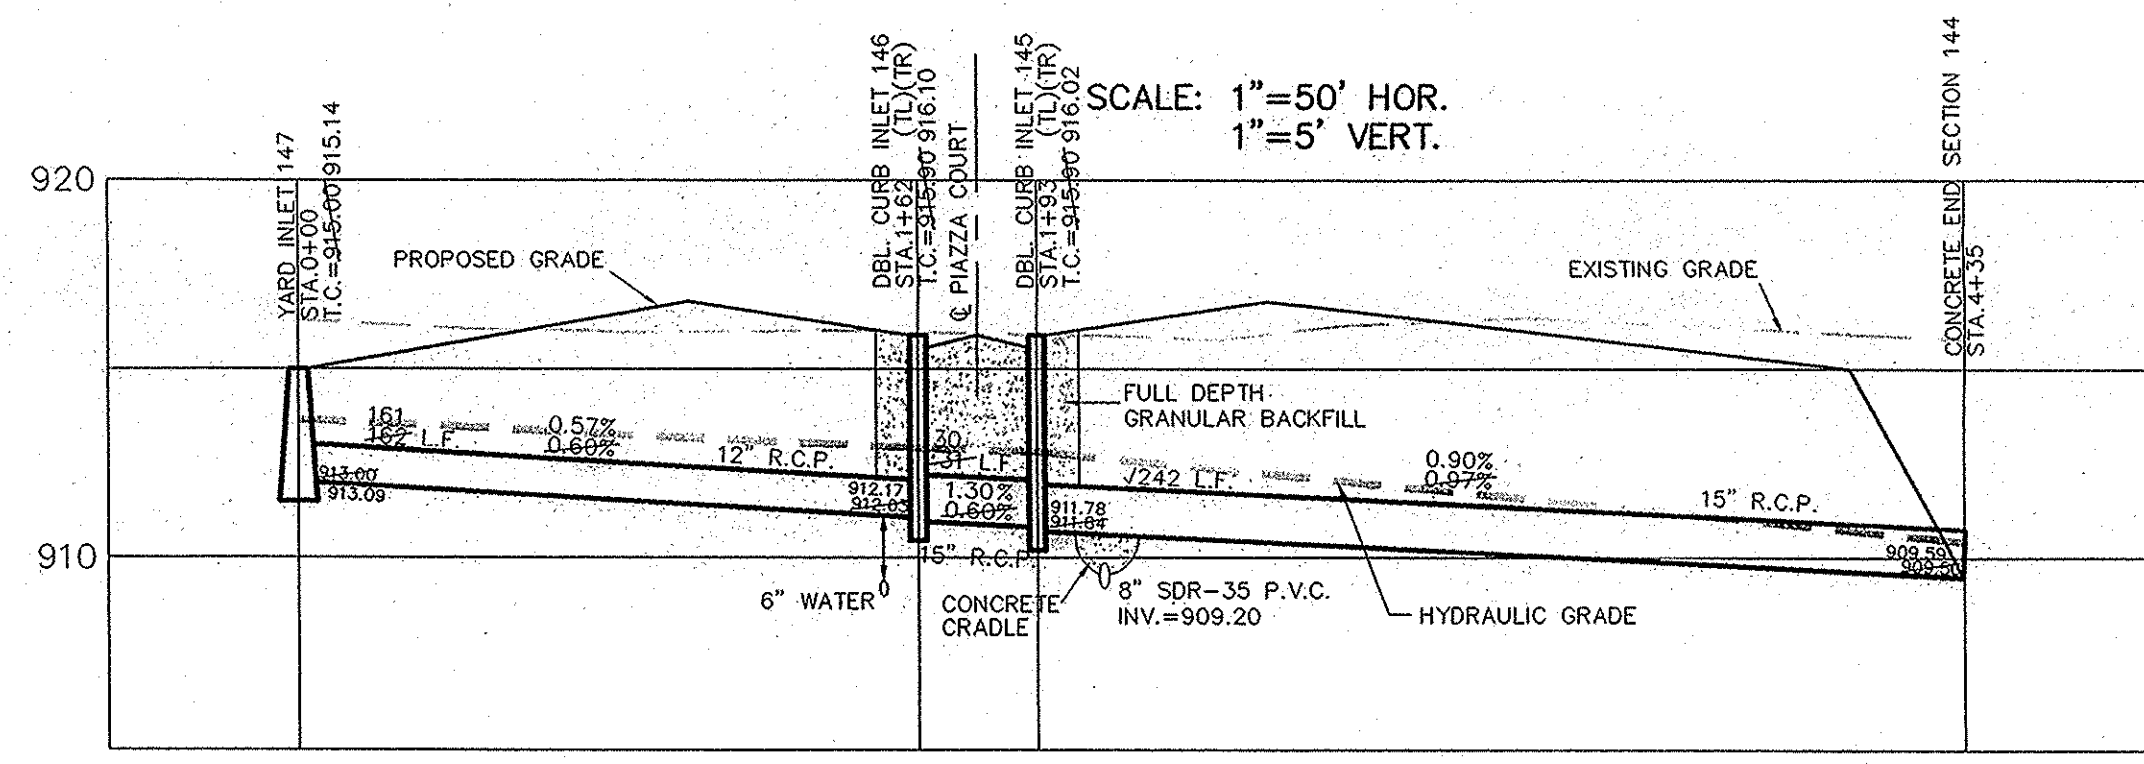 SCALE: 1"=50' HOR.
1"=5' VERT.
920
910
YARD INLET 147
STA.0+00
T.C.=915.00 915.14
DBL. CURB INLET 146
(TL)(TR)
STA.1+62
T.C.=915.90 916.10
℄ PIAZZA COURT
DBL. CURB INLET 145
(TL)(TR)
STA.1+93
T.C.=915.90 916.02
CONCRETE END SECTION 144
STA.4+35
PROPOSED GRADE
EXISTING GRADE
FULL DEPTH
GRANULAR BACKFILL
161
162 L.F.
0.57%
0.60%
12" R.C.P.
30
31 L.F.
1.30%
0.60%
15" R.C.P.
√242 L.F.
0.90%
0.97%
15" R.C.P.
913.00
913.09
912.17
912.03
911.78
911.84
909.59
909.50
6" WATER
CONCRETE
CRADLE
8" SDR-35 P.V.C.
INV.=909.20
HYDRAULIC GRADE